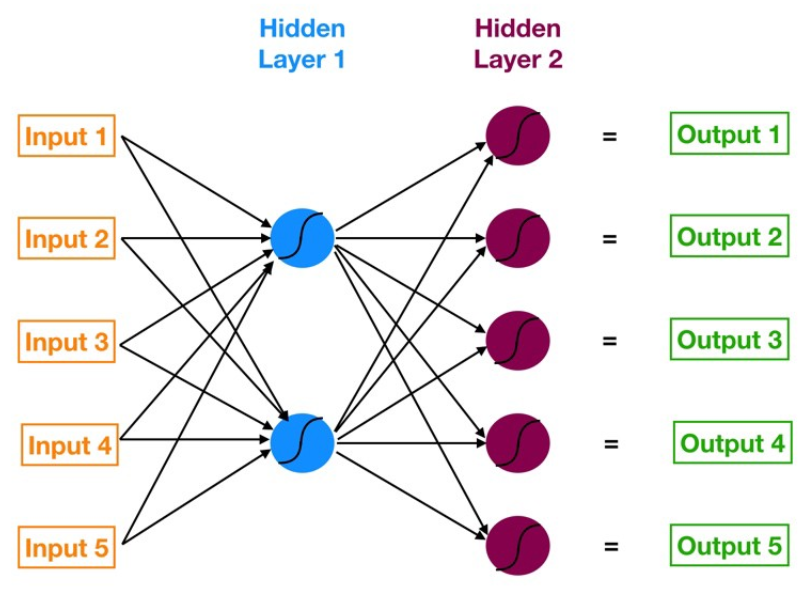 Hidden
Layer 1
Hidden
Layer 2
Input 1
=
Output 1
Input 2
=
Output 2
Input 3
=
Output 3
Input 4
=
Output 4
Input 5
=
Output 5